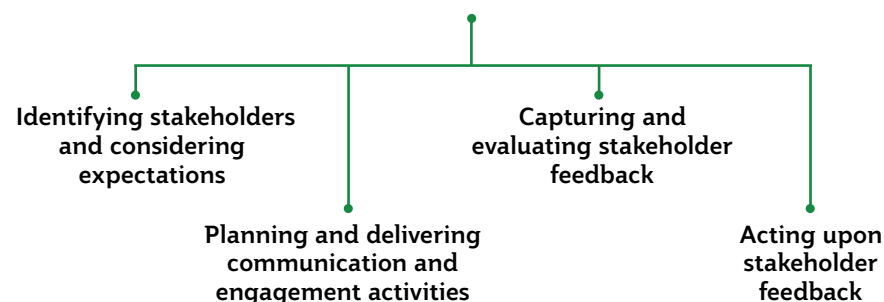 Identifying stakeholders
and considering
expectations
Planning and delivering
communication and
engagement activities
Capturing and
evaluating stakeholder
feedback
Acting upon
stakeholder
feedback